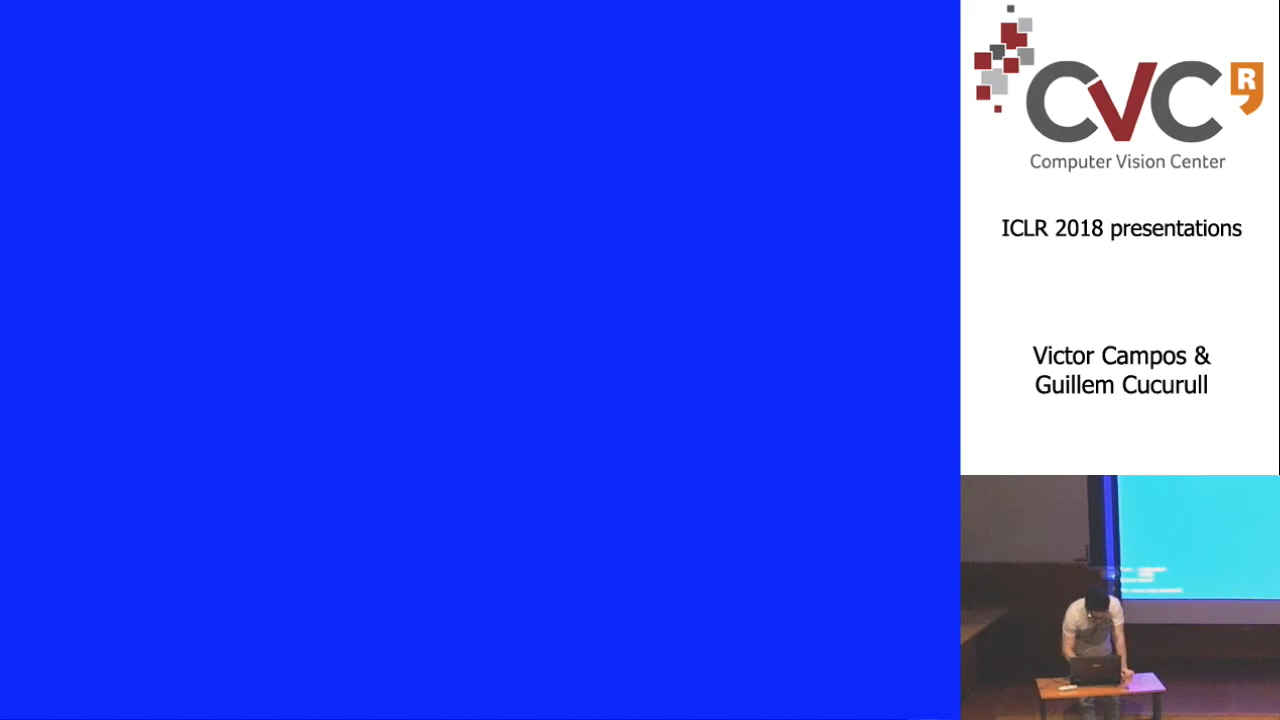 CVC
R
Computer Vision Center
ICLR 2018 presentations
Victor Campos &
Guillem Cucurull